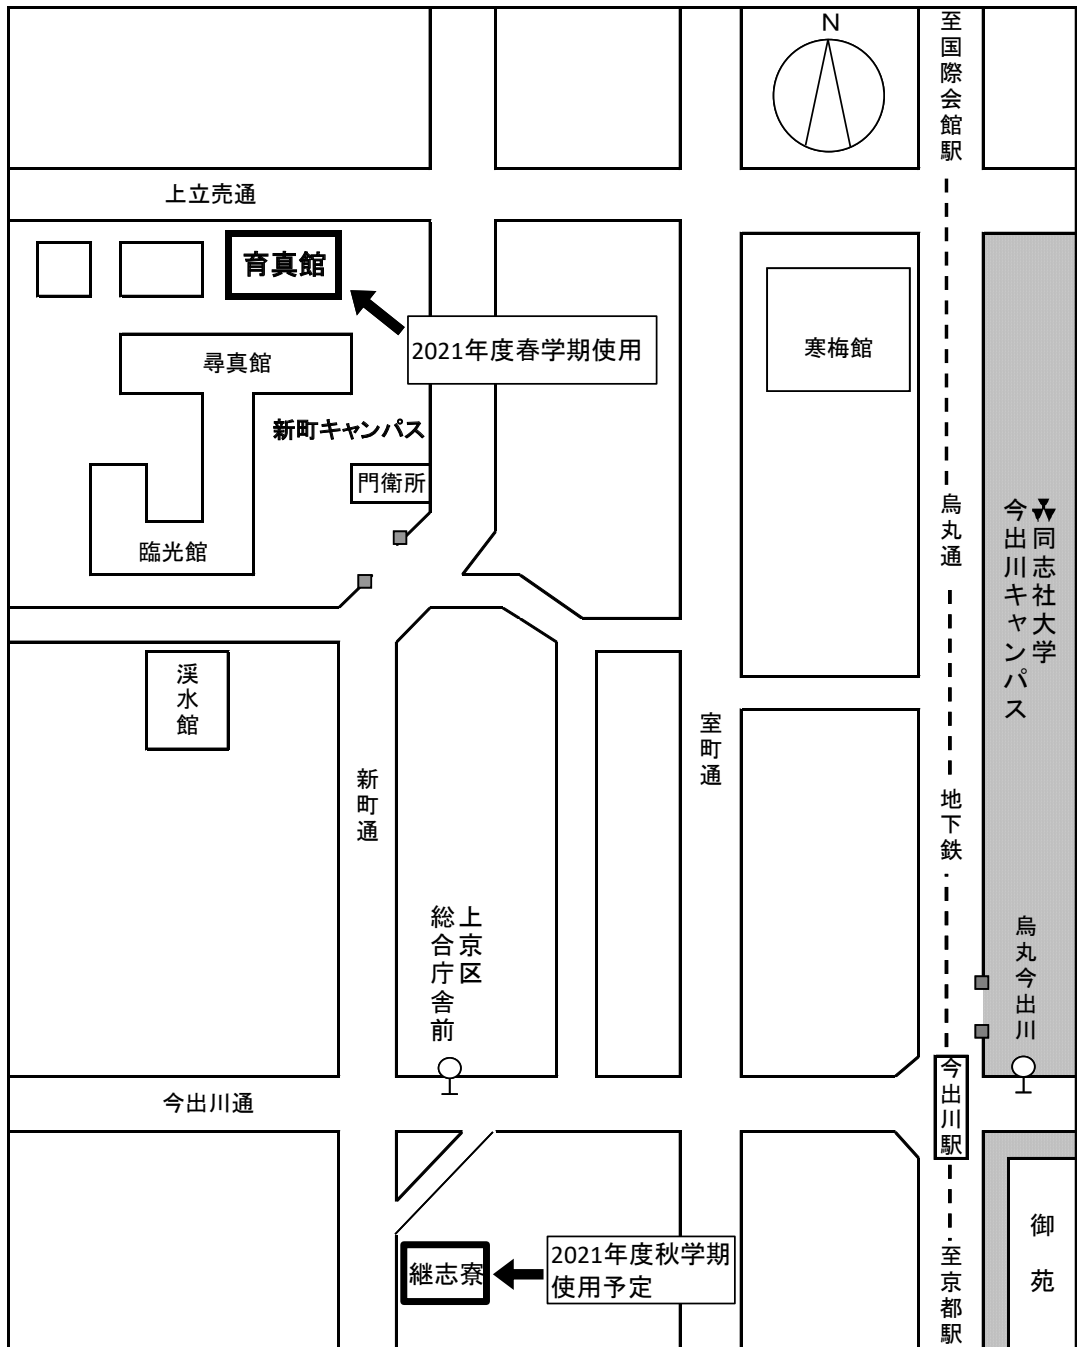 N
至国際会館駅
上立売通
育真館
2021年度春学期使用
尋真館
寒梅館
新町キャンパス
門衛所
臨光館
烏丸通
同志社大学
今出川キャンパス
渓水館
室町通
新町通
地下鉄
上京区
総合庁舎前
烏丸今出川
今出川通
今出川駅
継志寮
2021年度秋学期
使用予定
御苑
至京都駅